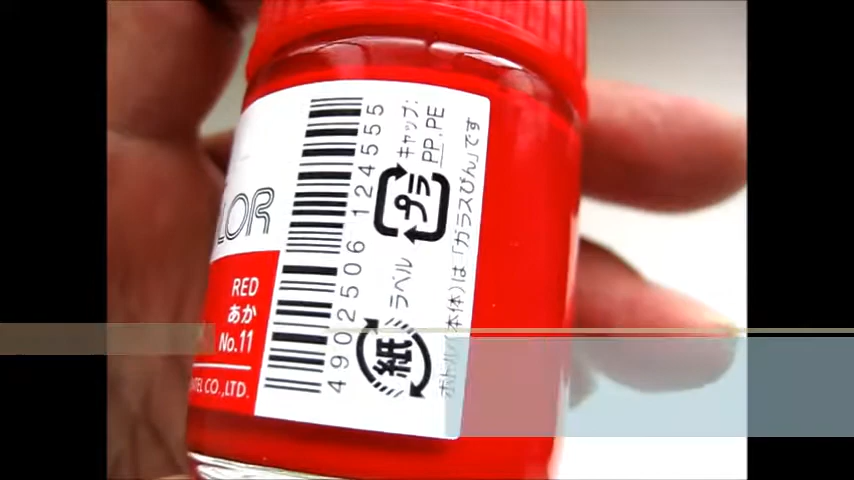 LOR
RED
あか
No.11
TEL CO.,LTD.
4902506 124555
キャップ:
PP.PE
プラ
ラベル
紙
ボトル(本体)は「ガラスびん」です